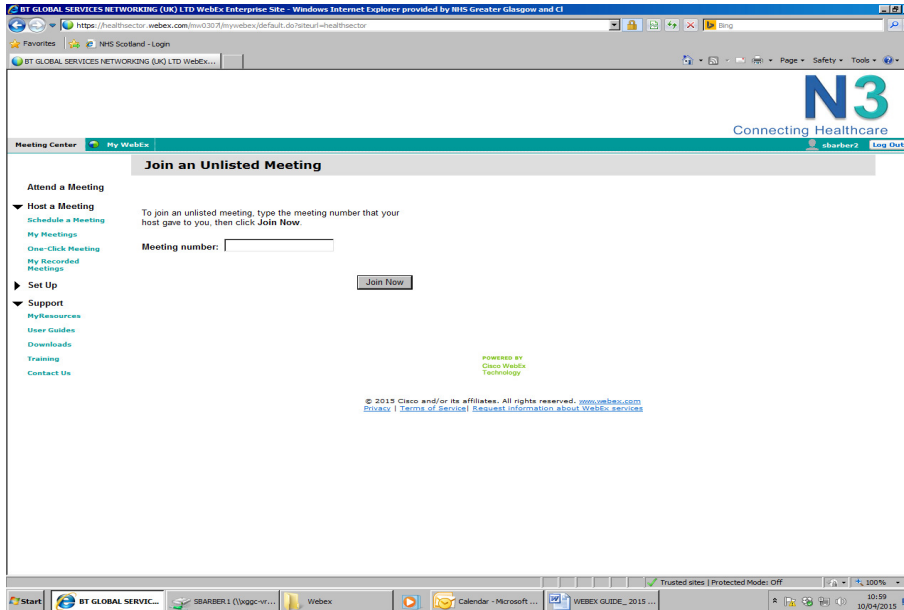 BT GLOBAL SERVICES NETWORKING (UK) LTD WebEx Enterprise Site - Windows Internet Explorer provided by NHS Greater Glasgow and Cl
https://healthsector.webex.com/mw0307l/mywebex/default.do?siteurl=healthsector
Bing
Favorites NHS Scotland - Login
BT GLOBAL SERVICES NETWORKING (UK) LTD WebEx...
Page Safety Tools
N3
Connecting Healthcare
Meeting Center My WebEx sbarber2 Log Out
Join an Unlisted Meeting
Attend a Meeting
Host a Meeting
Schedule a Meeting
My Meetings
One-Click Meeting
My Recorded
Meetings
Set Up
Support
MyResources
User Guides
Downloads
Training
Contact Us
To join an unlisted meeting, type the meeting number that your
host gave to you, then click Join Now.
Meeting number:
Join Now
POWERED BY
Cisco WebEx
Technology
© 2015 Cisco and/or its affiliates. All rights reserved. www.webex.com
Privacy | Terms of Service| Request information about WebEx services
Trusted sites | Protected Mode: Off 100%
Start BT GLOBAL SERVIC... SBARBER1 (\\xggc-vr... Webex Calendar - Microsoft ... WEBEX GUIDE_ 2015 ... 10:59
10/04/2015